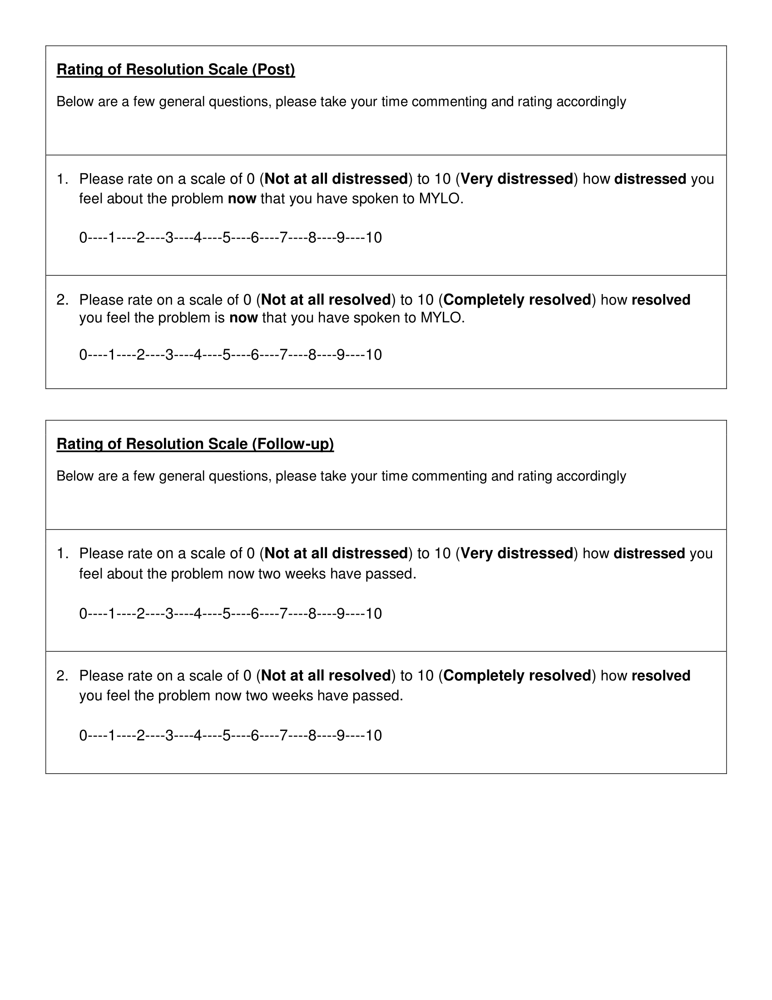 Rating of Resolution Scale (Post)
Below are a few general questions, please take your time commenting and rating accordingly
1. Please rate on a scale of 0 (Not at all distressed) to 10 (Very distressed) how distressed you
feel about the problem now that you have spoken to MYLO.
0----1----2----3----4----5----6----7----8----9----10
2. Please rate on a scale of 0 (Not at all resolved) to 10 (Completely resolved) how resolved
you feel the problem is now that you have spoken to MYLO.
0----1----2----3----4----5----6----7----8----9----10
Rating of Resolution Scale (Follow-up)
Below are a few general questions, please take your time commenting and rating accordingly
1. Please rate on a scale of 0 (Not at all distressed) to 10 (Very distressed) how distressed you
feel about the problem now two weeks have passed.
0----1----2----3----4----5----6----7----8----9----10
2. Please rate on a scale of 0 (Not at all resolved) to 10 (Completely resolved) how resolved
you feel the problem now two weeks have passed.
0----1----2----3----4----5----6----7----8----9----10